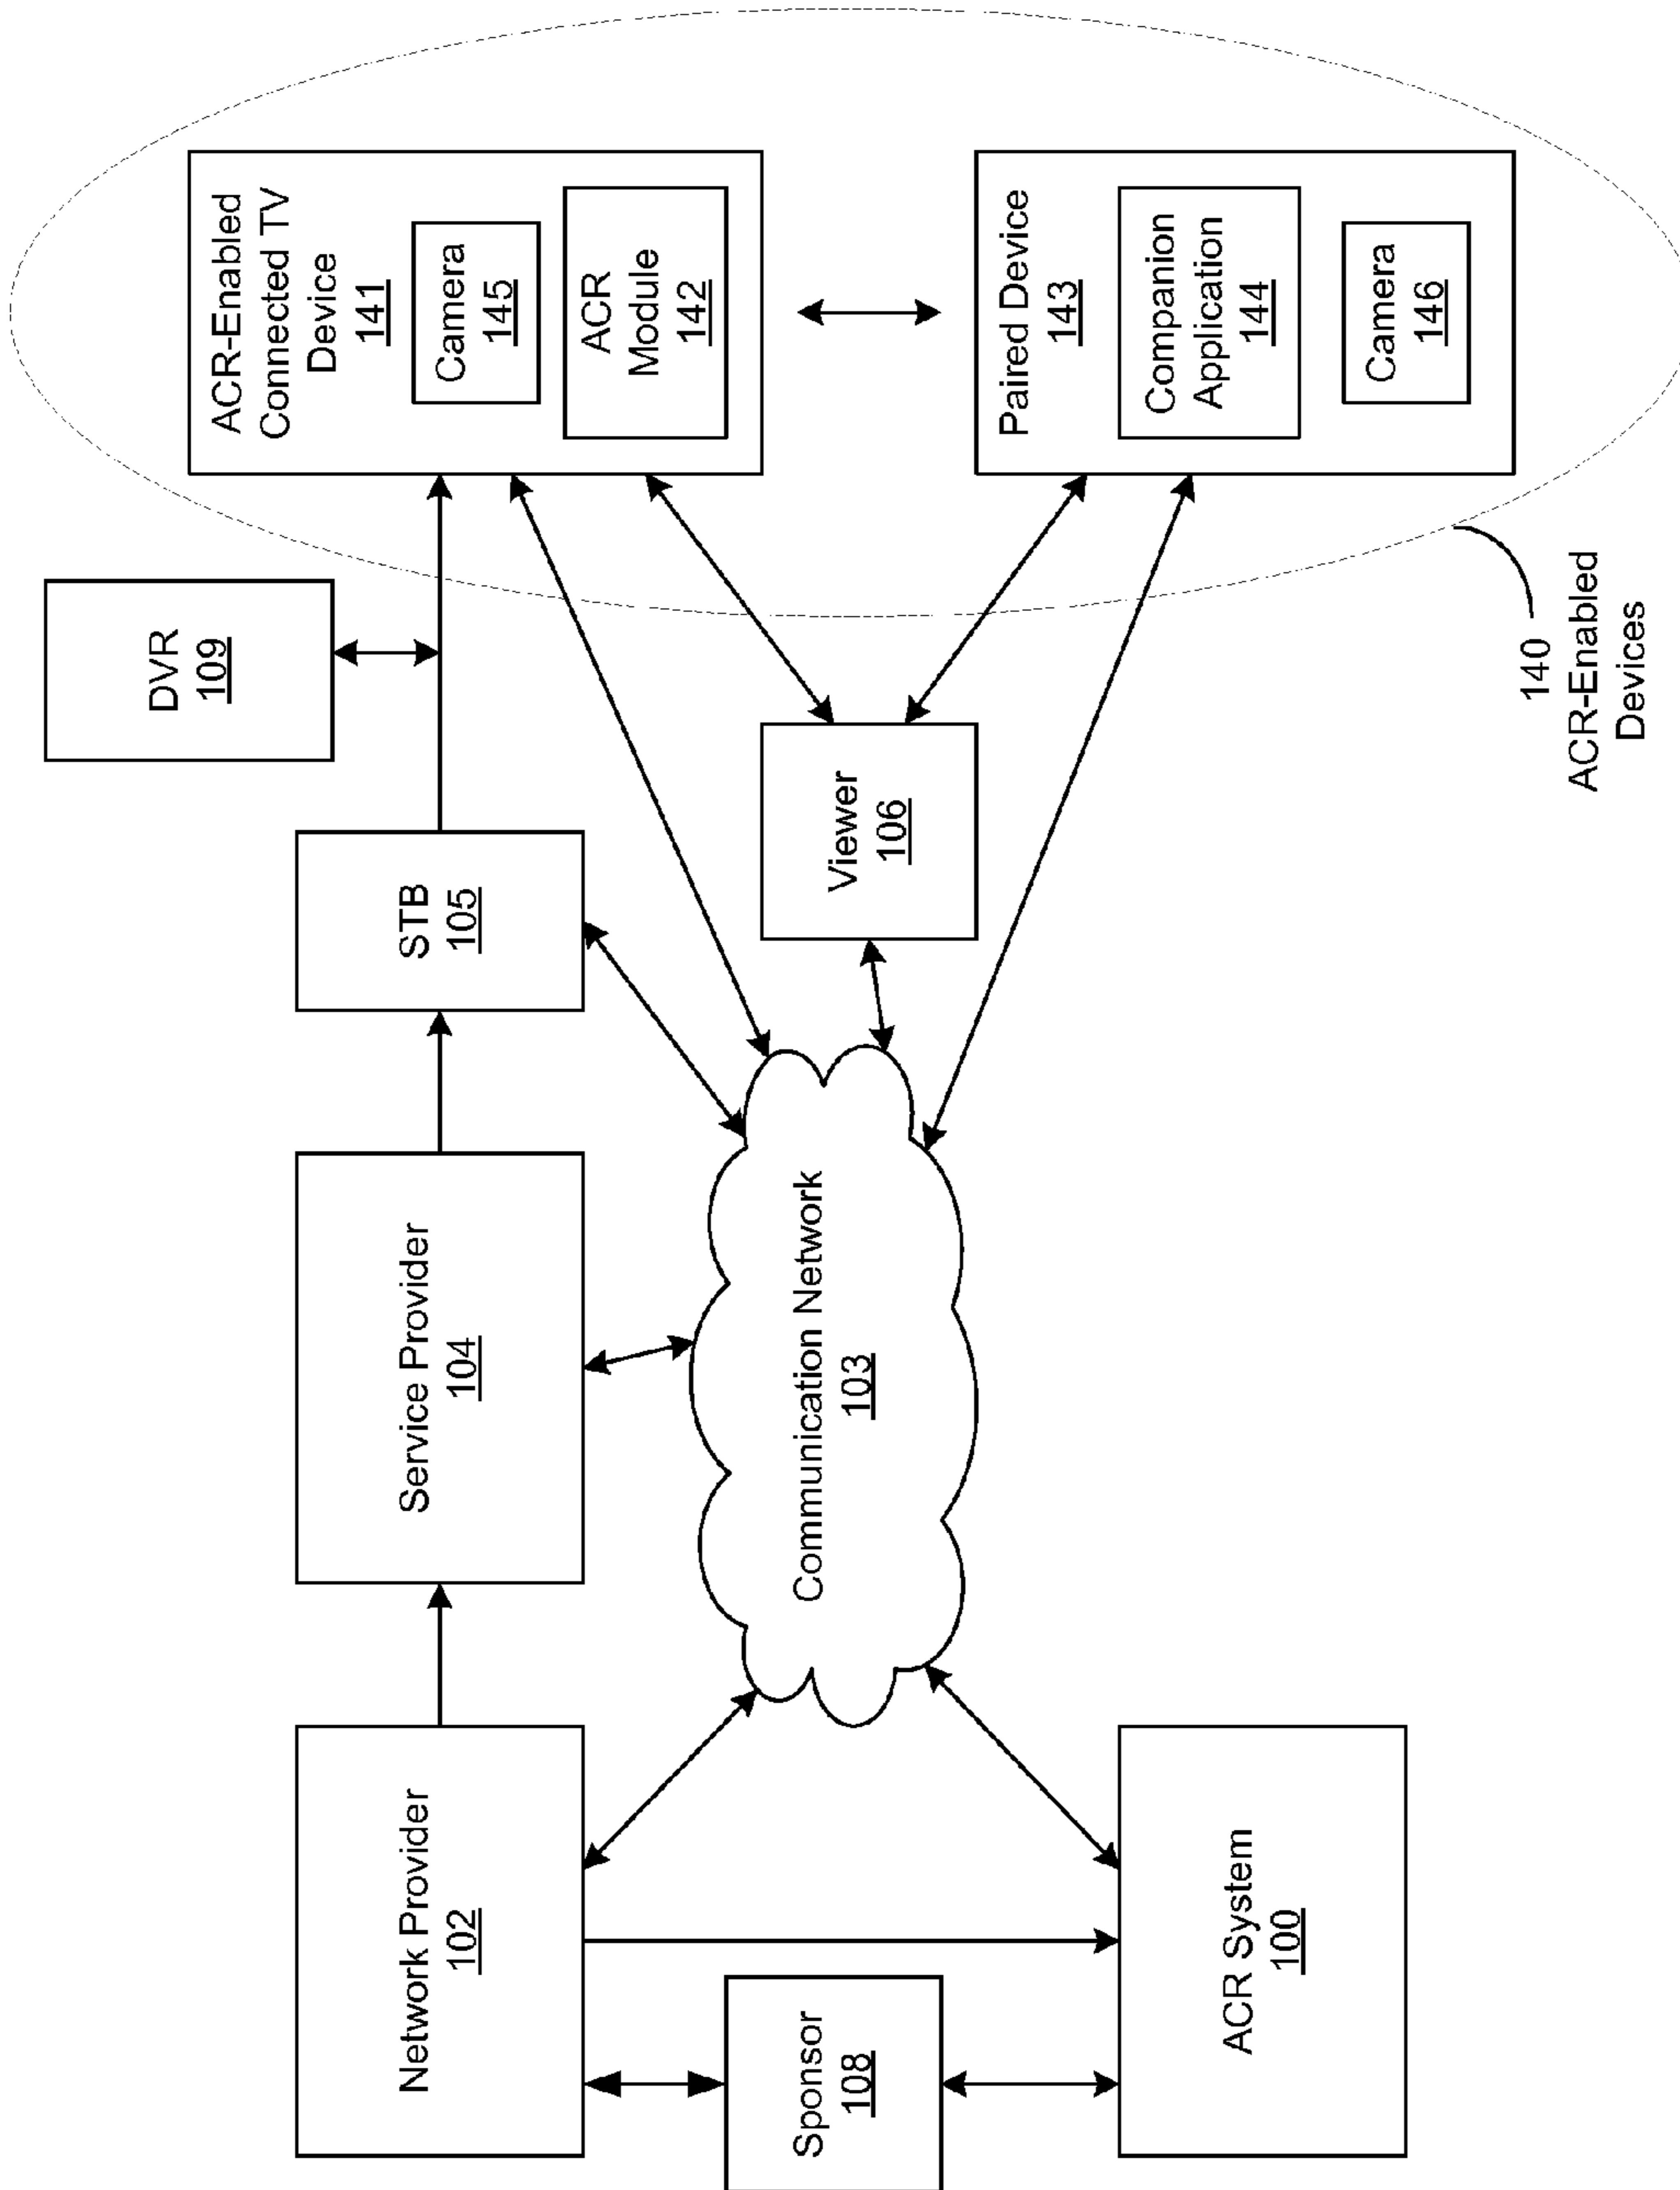 DVR
109
Network Provider
102
Service Provider
104
STB
105
ACR-Enabled
Connected TV
Device
141
Camera
145
ACR
Module
142
Sponsor
108
Communication Network
103
Viewer
106
ACR System
100
Paired Device
143
Companion
Application
144
Camera
146
140
ACR-Enabled
Devices